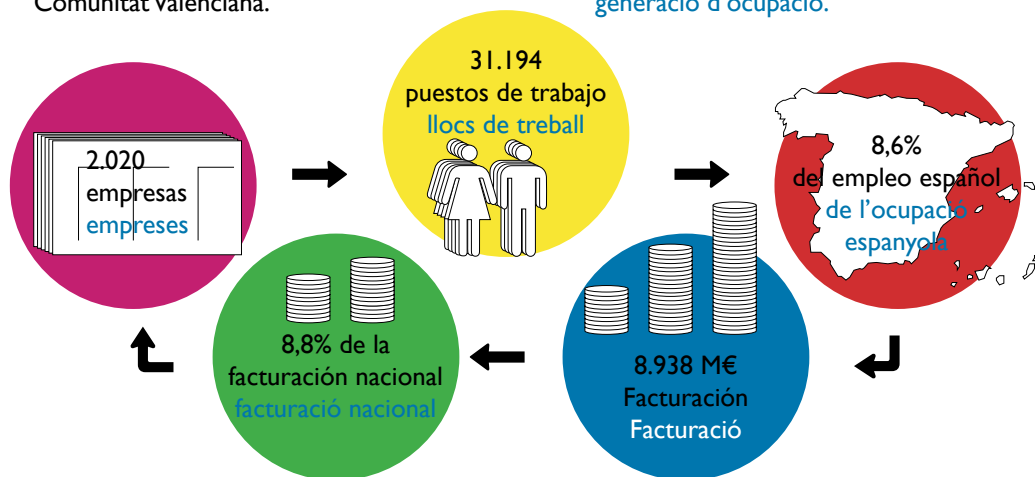 Comunitat Valenciana.
generació d'ocupació.
2.020
empresas
empreses
31.194
puestos de trabajo
llocs de treball
8,6%
del empleo español
de l'ocupació
espanyola
8.938 M€
Facturación
Facturació
8,8% de la
facturación nacional
facturació nacional